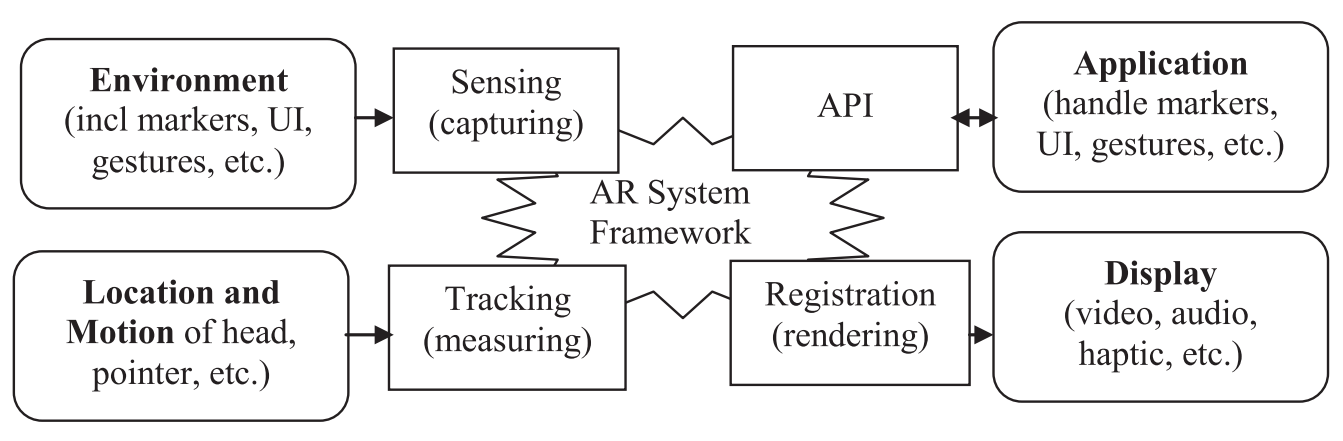 Environment
(incl markers, UI,
gestures, etc.)
Sensing
(capturing)
API
Application
(handle markers,
UI, gestures, etc.)
AR System
Framework
Location and
Motion of head,
pointer, etc.)
Tracking
(measuring)
Registration
(rendering)
Display
(video, audio,
haptic, etc.)